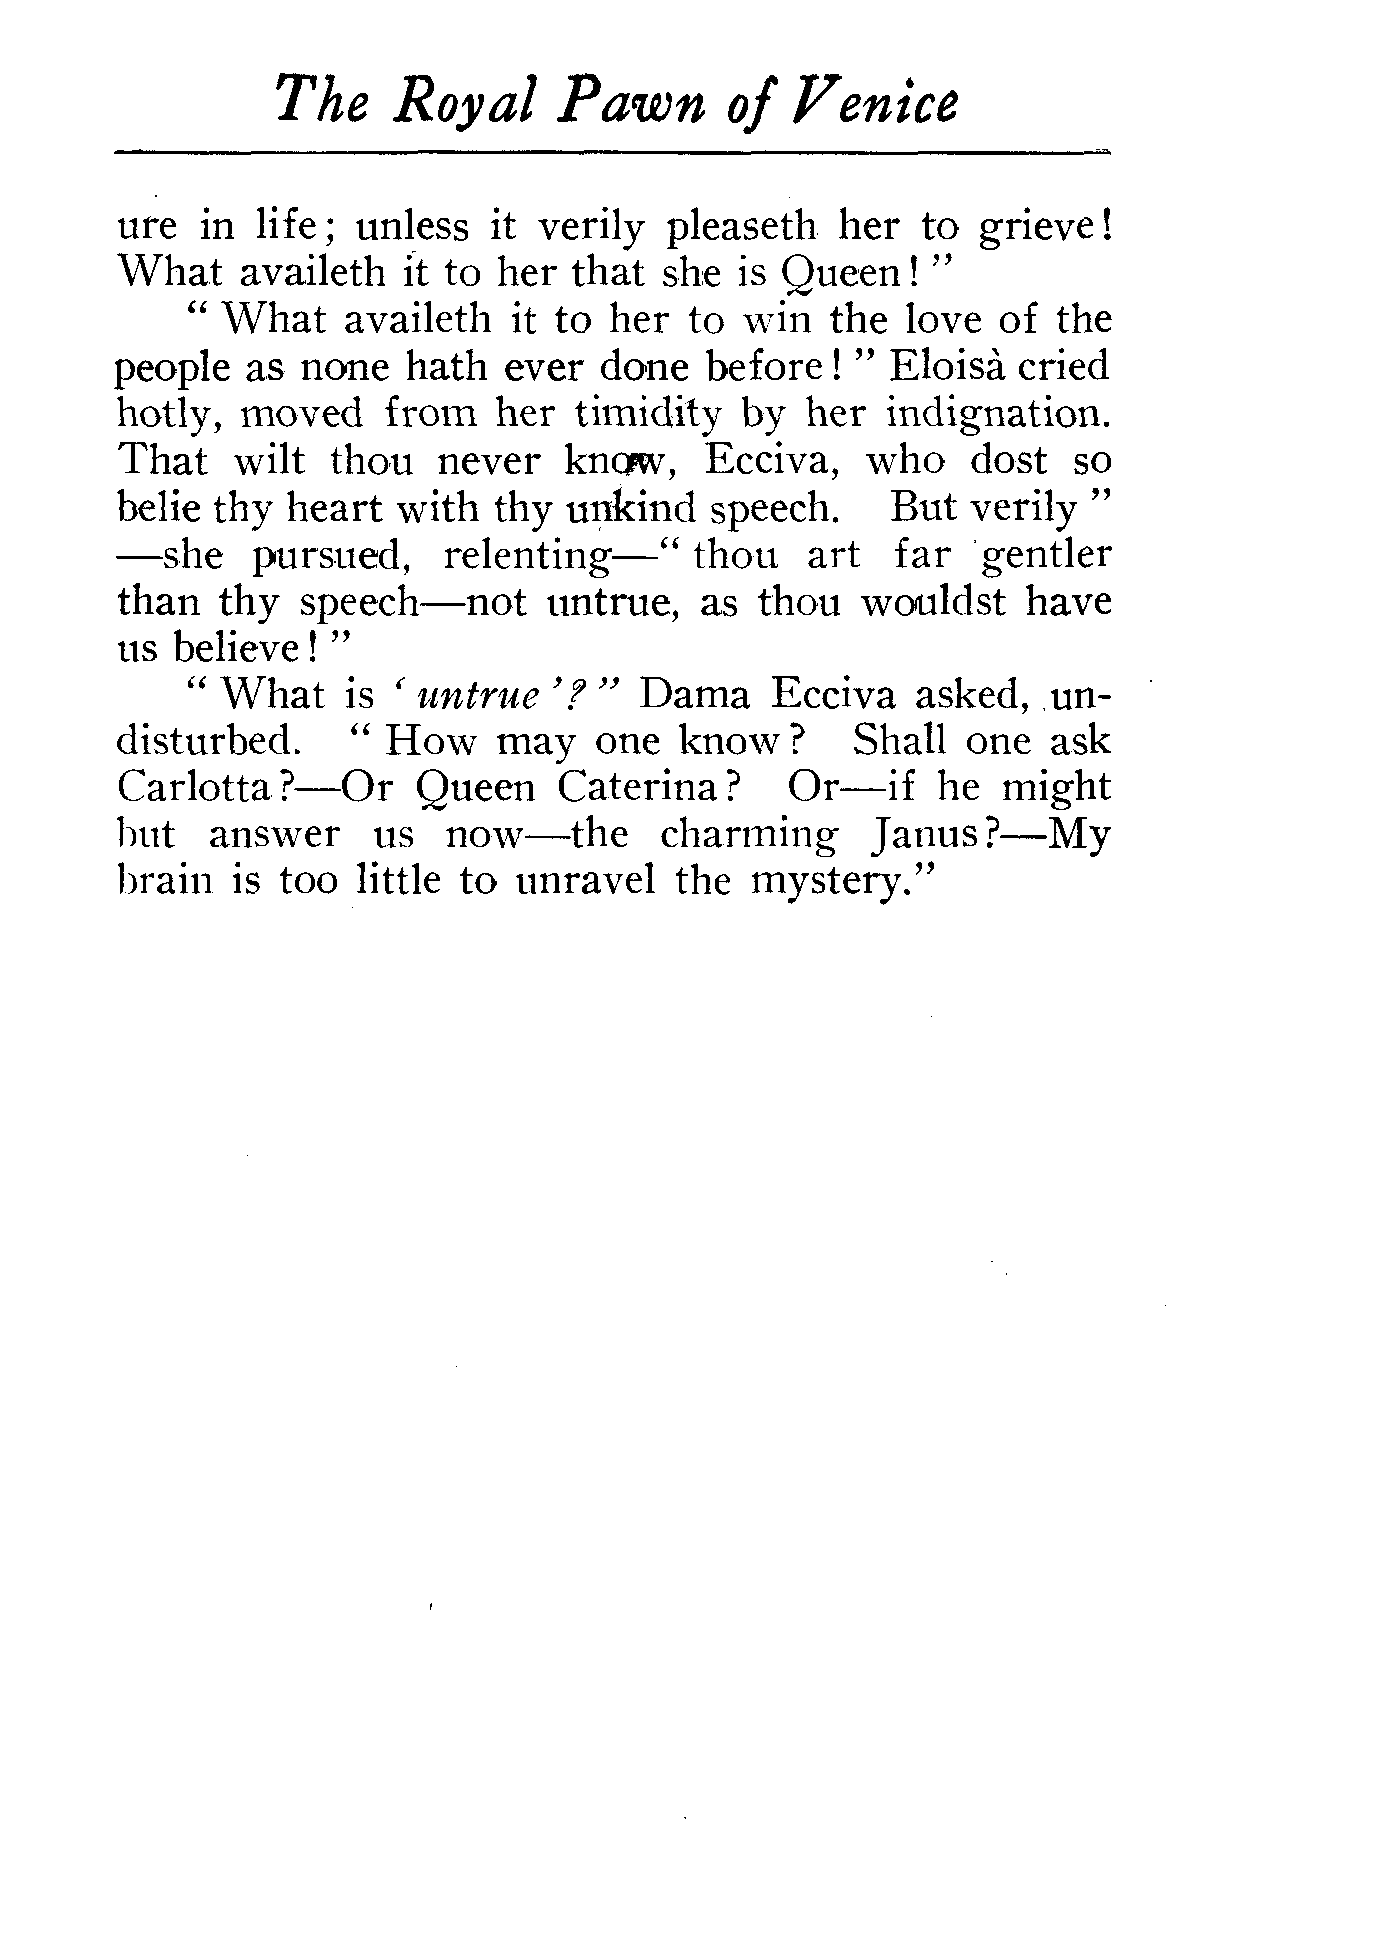 The Royal Pawn of Venice
ure in life; unless it verily pleaseth her to grieve!
What availeth it to her that she is Queen!"
"What availeth it to her to win the love of the
people as none hath ever done before!" Eloisà cried
hotly, moved from her timidity by her indignation.
That wilt thou never know, Ecciva, who dost so
belie thy heart with thy unkind speech. But verily"
—she pursued, relenting—"thou art far gentler
than thy speech—not untrue, as thou wouldst have
us believe!"
"What is 'untrue'?" Dama Ecciva asked, un-
disturbed. "How may one know? Shall one ask
Carlotta?—Or Queen Caterina? Or—if he might
but answer us now—the charming Janus?—My
brain is too little to unravel the mystery."